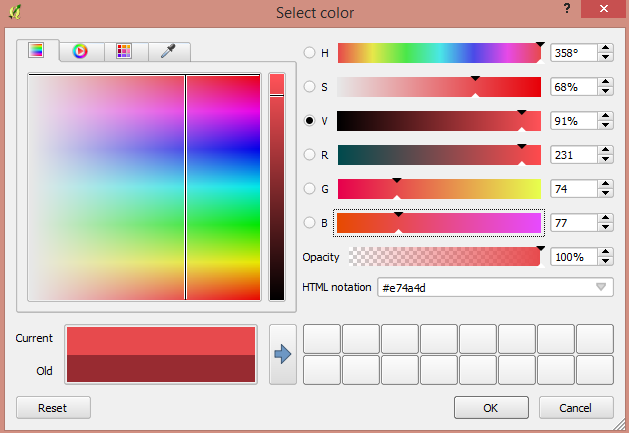 Select color
?
H 358°
S 68%
V 91%
R 231
G 74
B 77
Opacity 100%
HTML notation #e74a4d
Current
Old
Reset
OK
Cancel